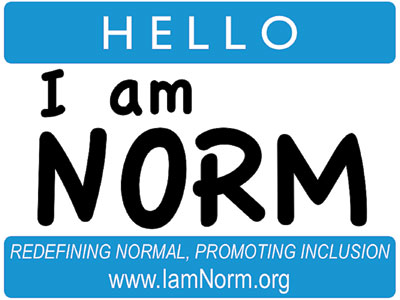 HELLO
I am
NORM
REDEFINING NORMAL, PROMOTING INCLUSION
www.IamNorm.org